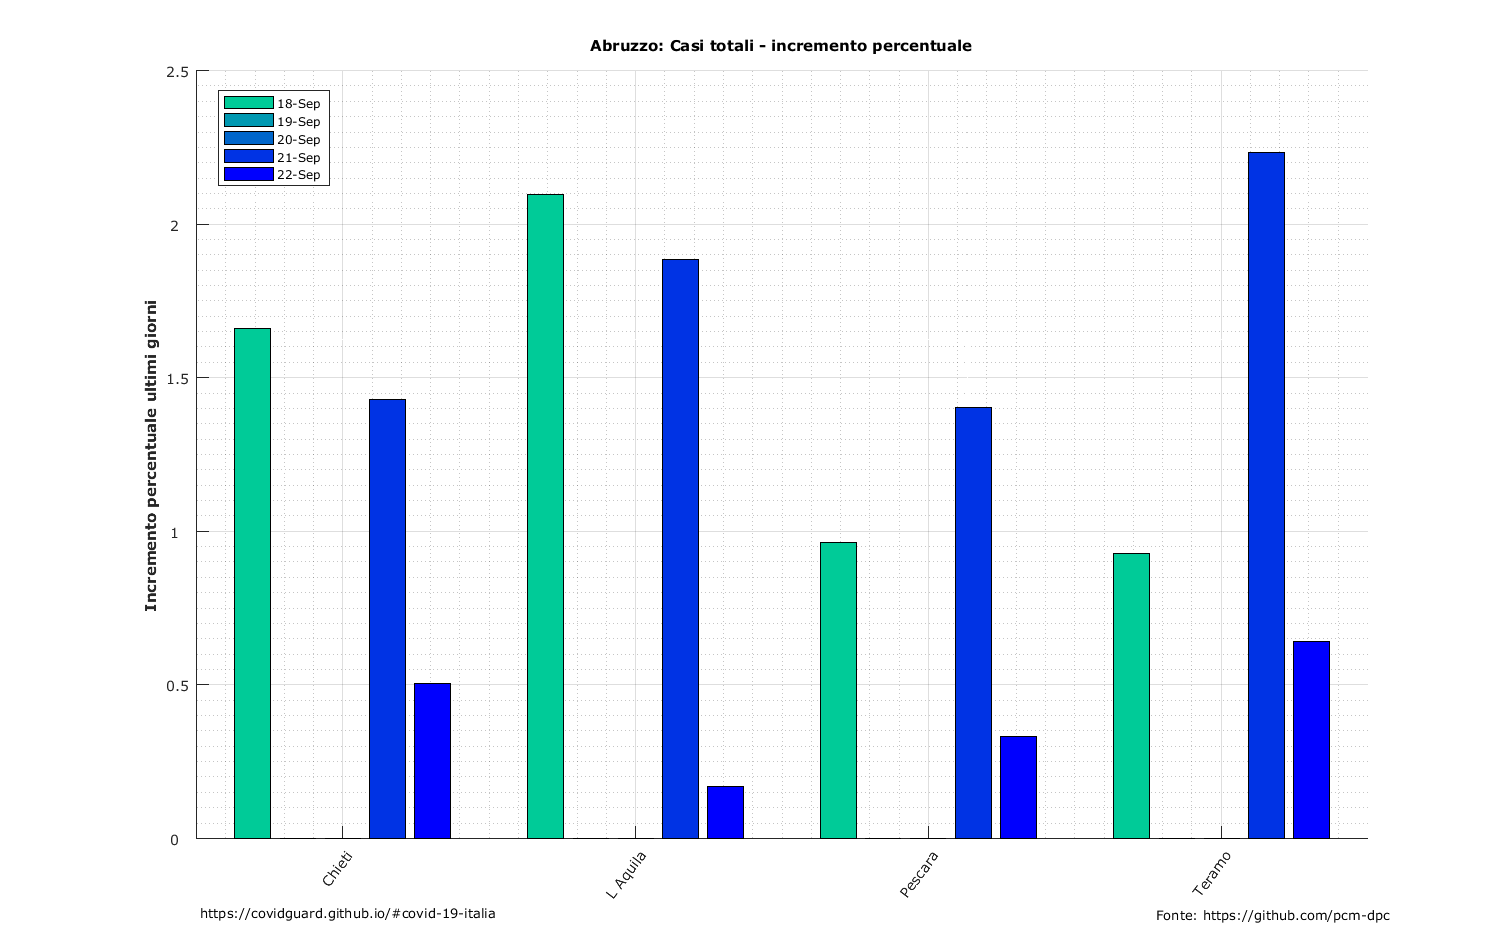 Abruzzo: Casi totali - incremento percentuale
2.5
2
1.5
1
0.5
0
Incremento percentuale ultimi giorni
18-Sep
19-Sep
20-Sep
21-Sep
22-Sep
Chieti
L Aquila
Pescara
Teramo
https://covidguard.github.io/#covid-19-italia
Fonte: https://github.com/pcm-dpc